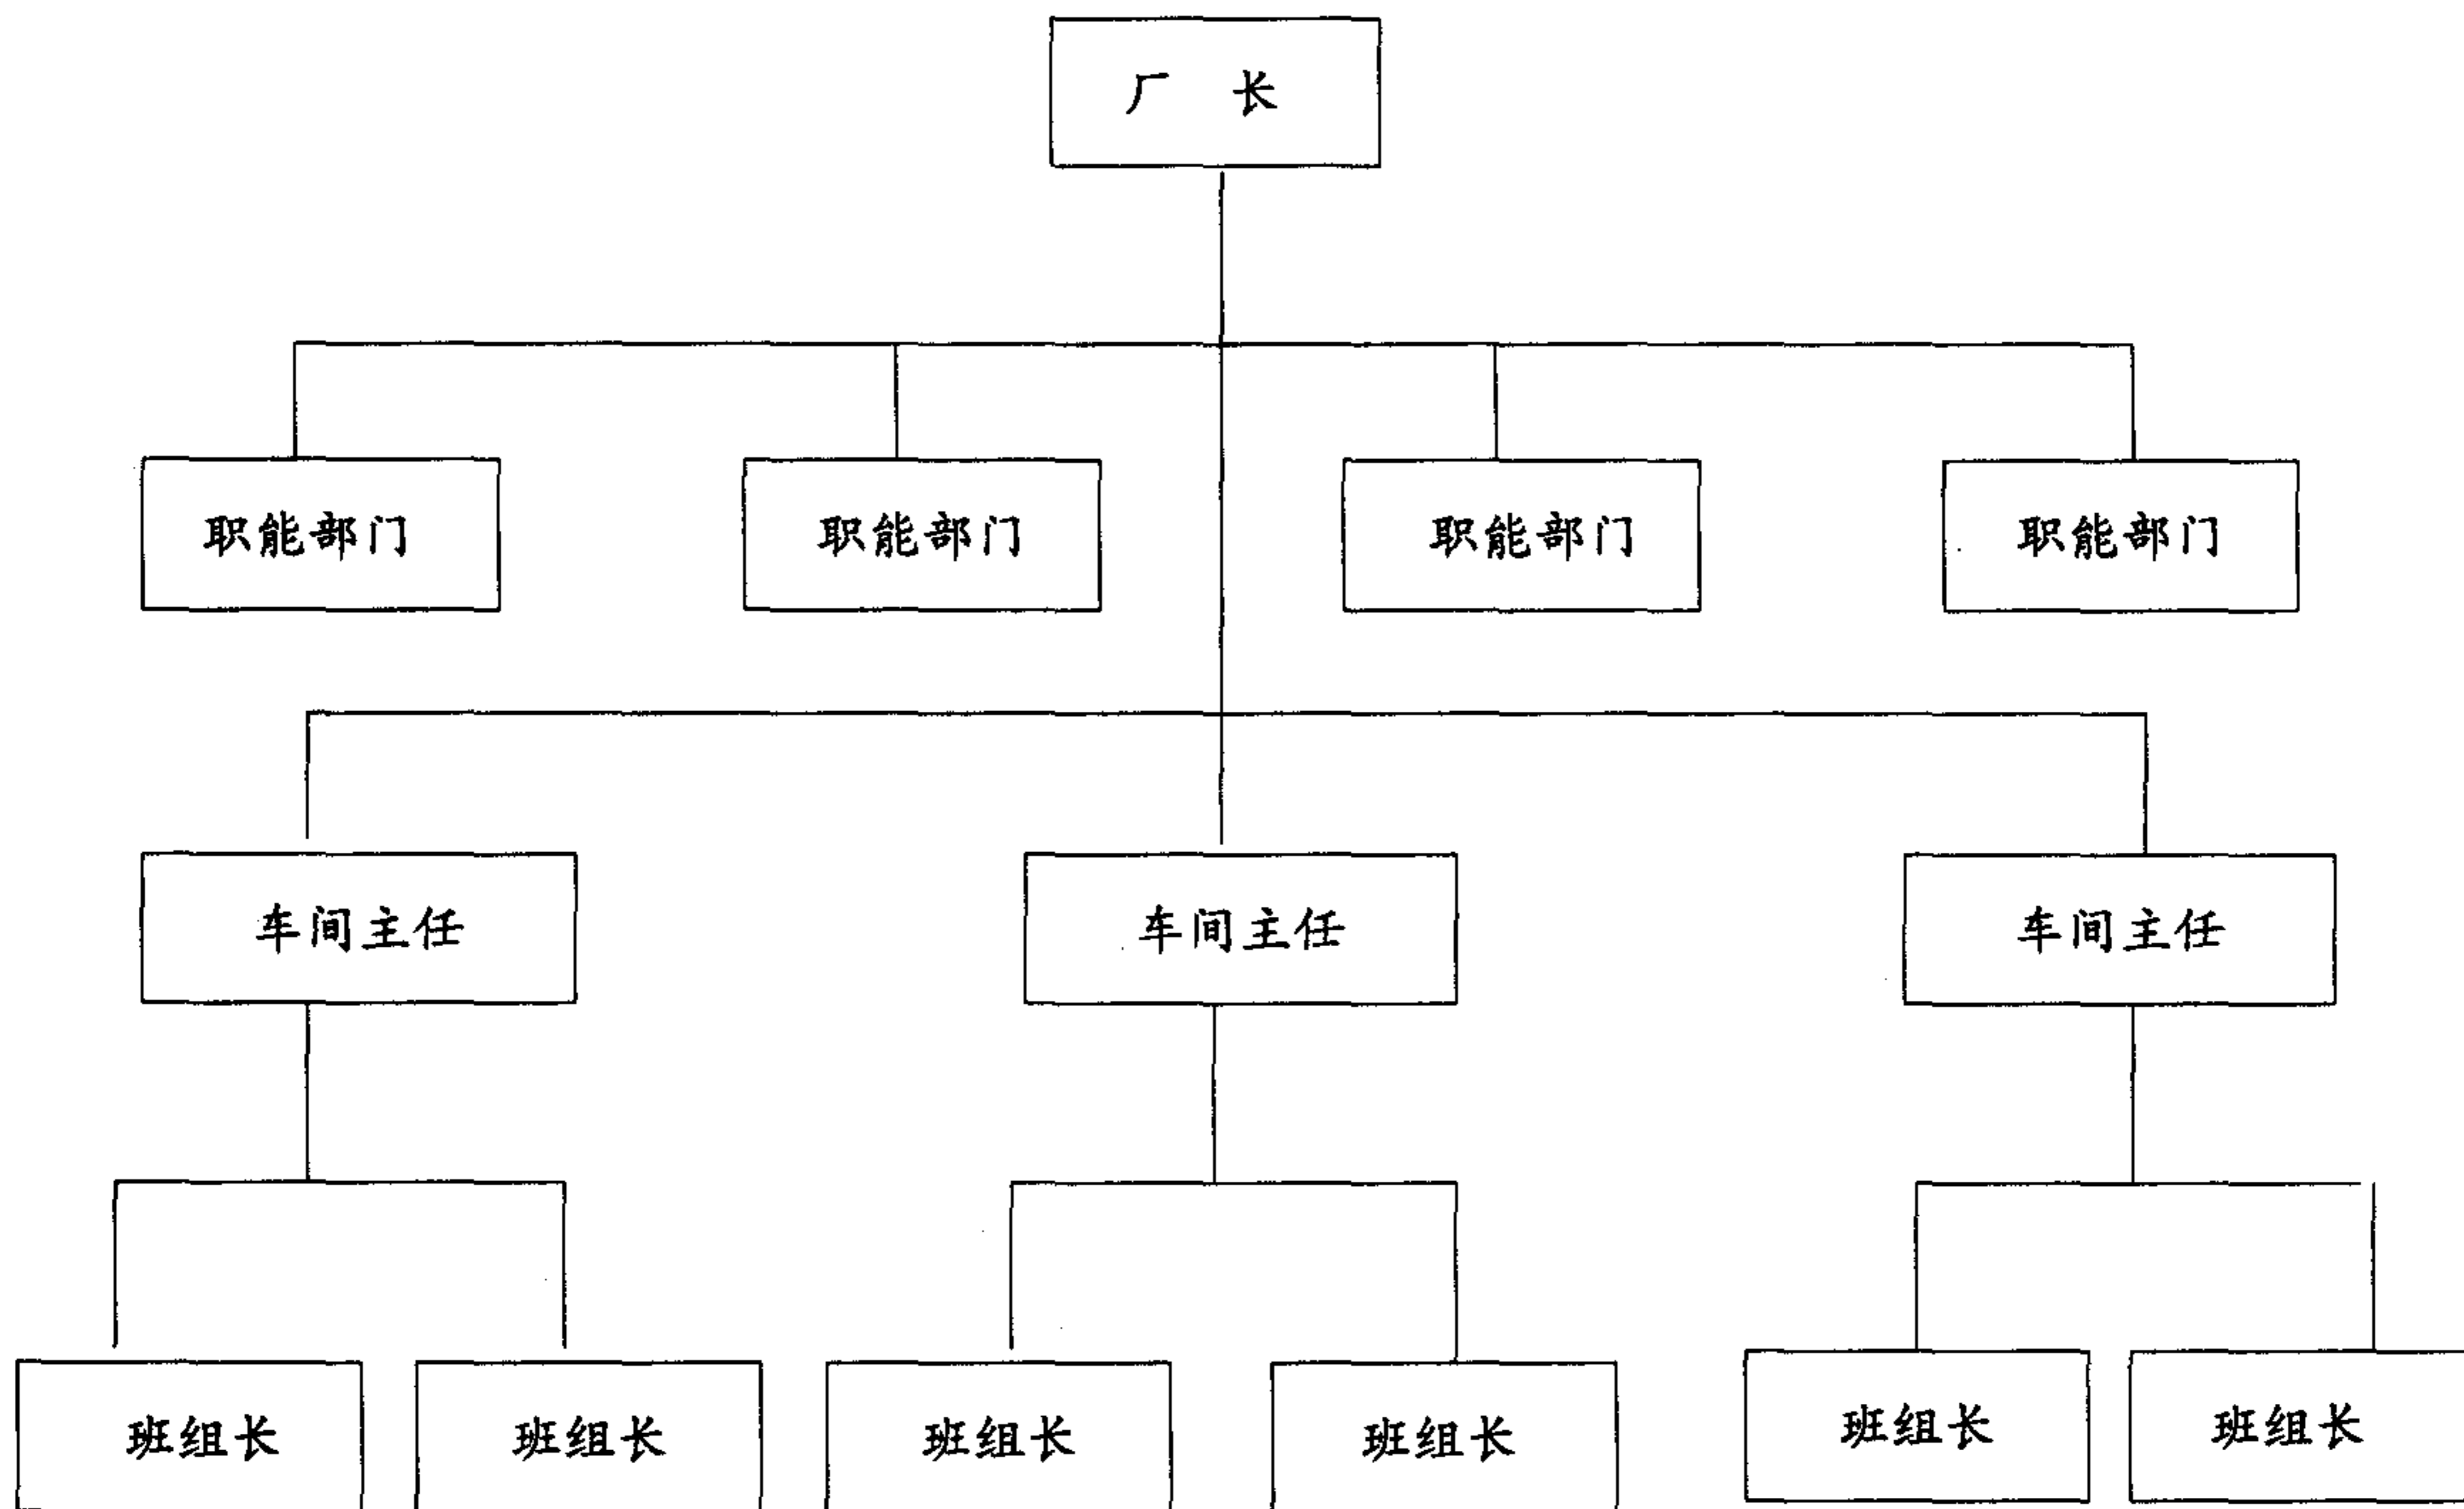 厂 长
职能部门 职能部门 职能部门 职能部门
车间主任 车间主任 车间主任
班组长 班组长 班组长 班组长 班组长 班组长